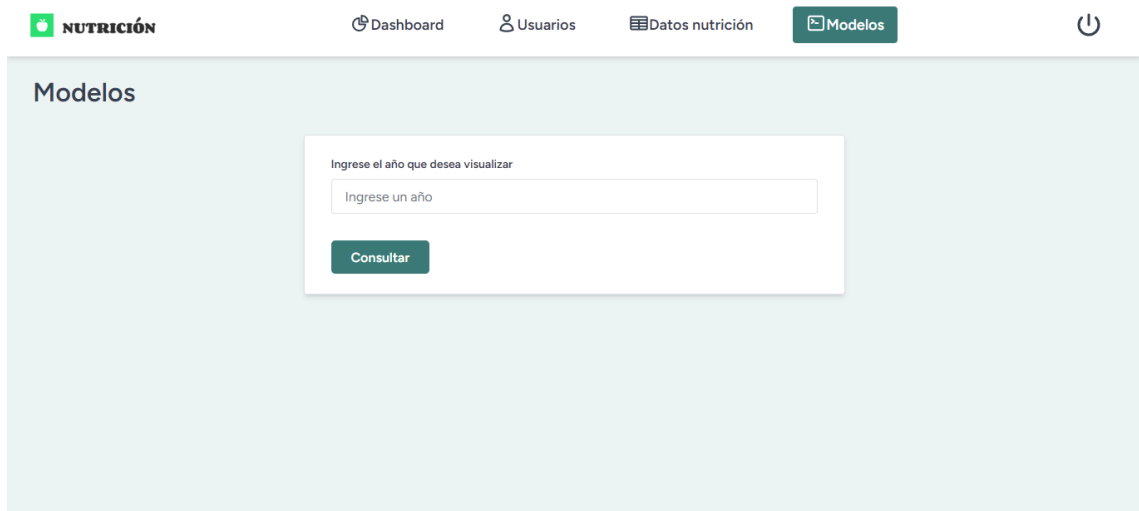 NUTRICIÓN Dashboard Usuarios Datos nutrición Modelos
Modelos
Ingrese el año que desea visualizar
Ingrese un año
Consultar